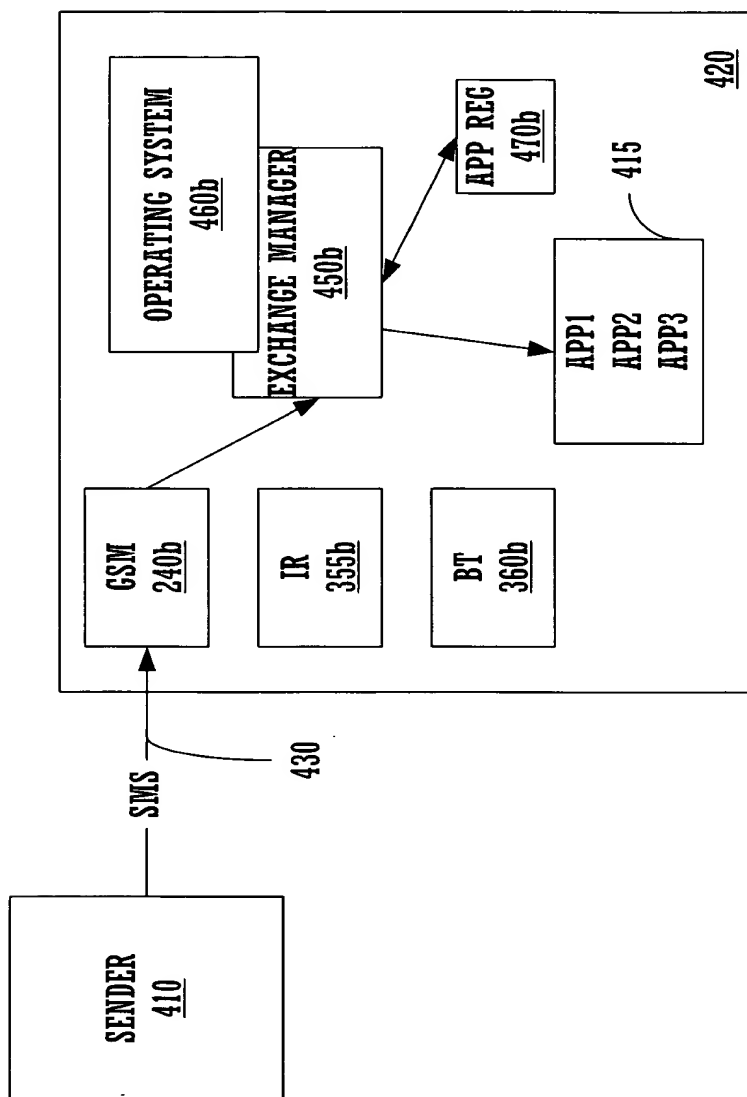 SENDER
410
SMS
430
GSM
240b
IR
355b
BT
360b
OPERATING SYSTEM
460b
EXCHANGE MANAGER
450b
APP REG
470b
APP1
APP2
APP3
415
420